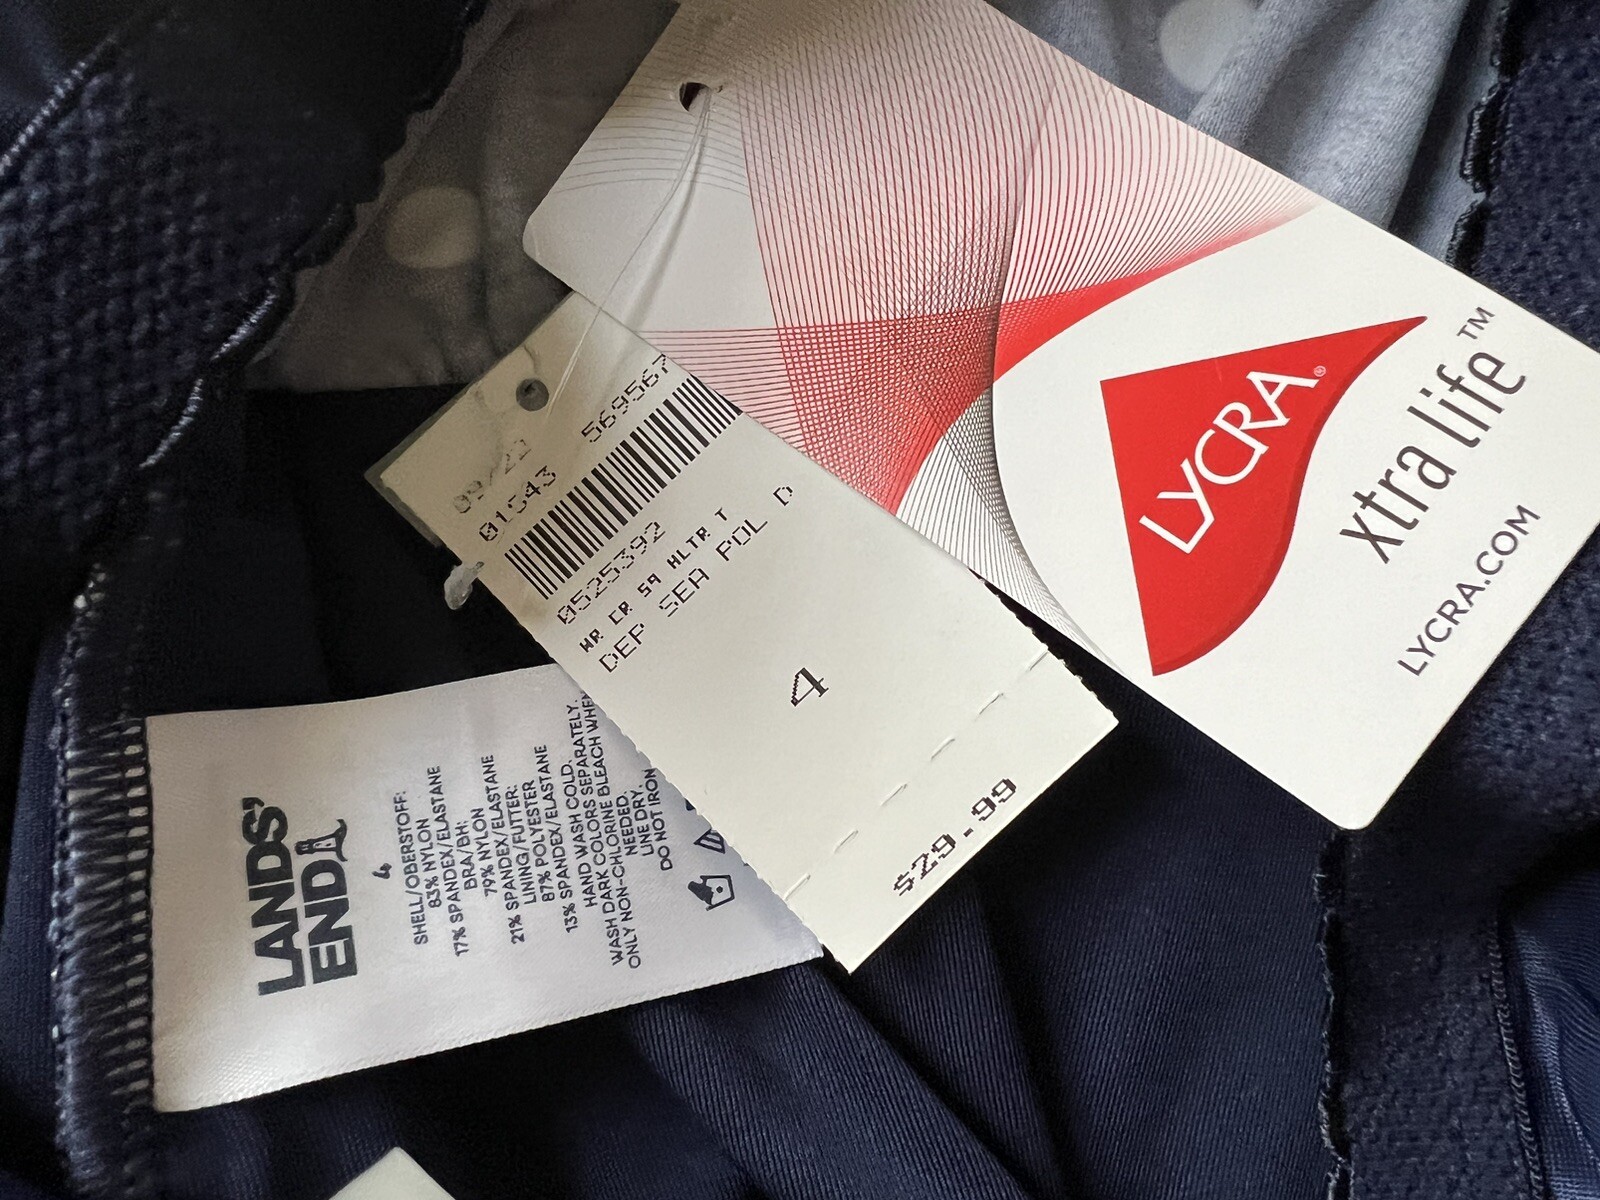 LYCRA®
xtra life™
LYCRA.COM
569567
01543
0525392
WR CR 59 HLTR T
DEP SEA POL D
4
$29.99
LANDS'
END
4
SHELL/OBERSTOFF:
83% NYLON
17% SPANDEX/ELASTANE
BRA/BH:
79% NYLON
21% SPANDEX/ELASTANE
LINING/FUTTER:
87% POLYESTER
13% SPANDEX/ELASTANE
HAND WASH COLD.
WASH DARK COLORS SEPARATELY.
ONLY NON-CHLORINE BLEACH WHEN
NEEDED.
LINE DRY.
DO NOT IRON